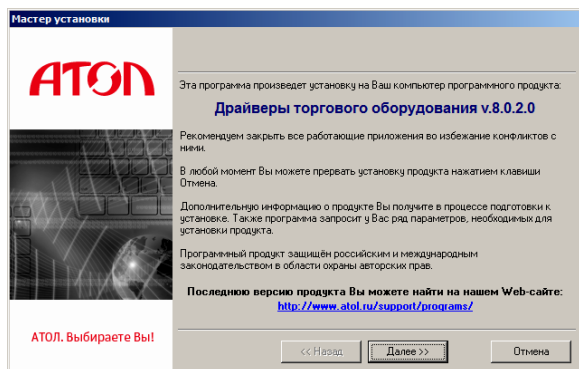 Мастер установки
АТОЛ
Эта программа произведет установку на Ваш компьютер программного продукта:
Драйверы торгового оборудования v.8.0.2.0
Рекомендуем закрыть все работающие приложения во избежание конфликтов с
ними.
В любой момент Вы можете прервать установку продукта нажатием клавиши
Отмена.
Дополнительную информацию о продукте Вы получите в процессе подготовки к
установке. Также программа запросит у Вас ряд параметров, необходимых для
установки продукта.
Программный продукт защищён российским и международным
законодательством в области охраны авторских прав.
Последнюю версию продукта Вы можете найти на нашем Web-сайте:
http://www.atol.ru/support/programs/
АТОЛ. Выбираете Вы!
<< Назад
Далее >>
Отмена